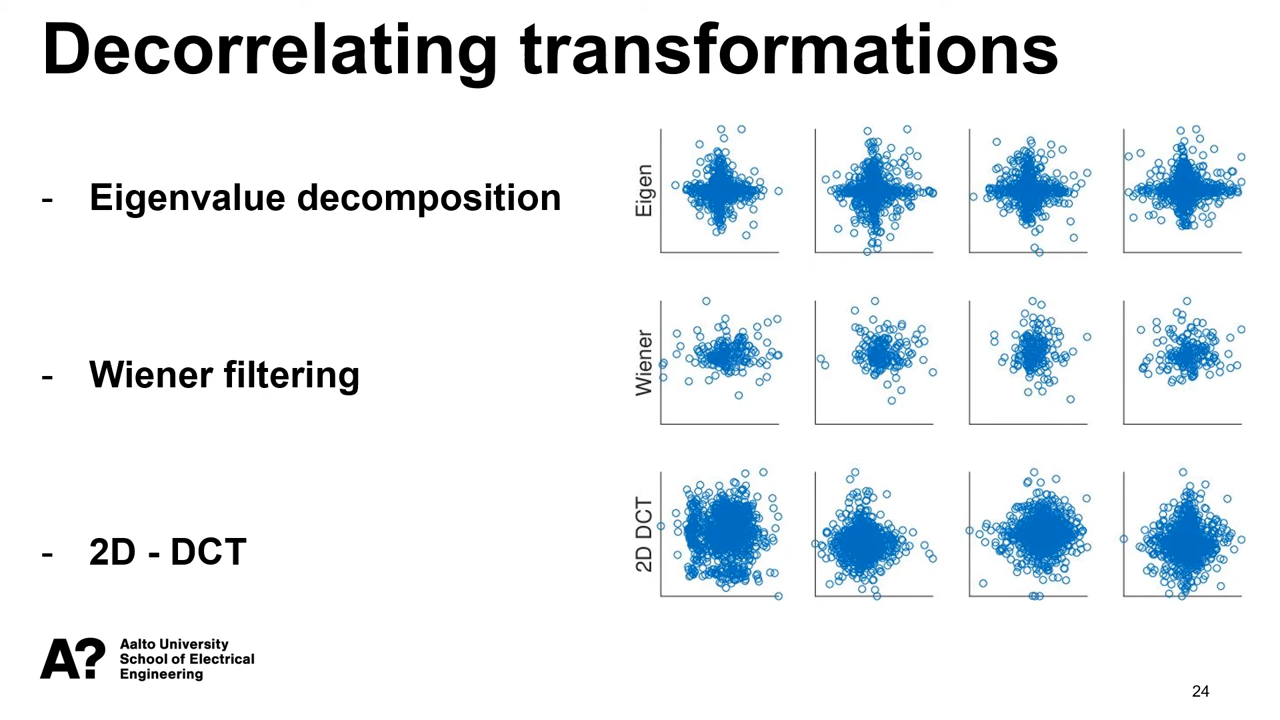 Decorrelating transformations
- Eigenvalue decomposition
Eigen
- Wiener filtering
Wiener
- 2D - DCT
2D DCT
A?
Aalto University
School of Electrical
Engineering
24